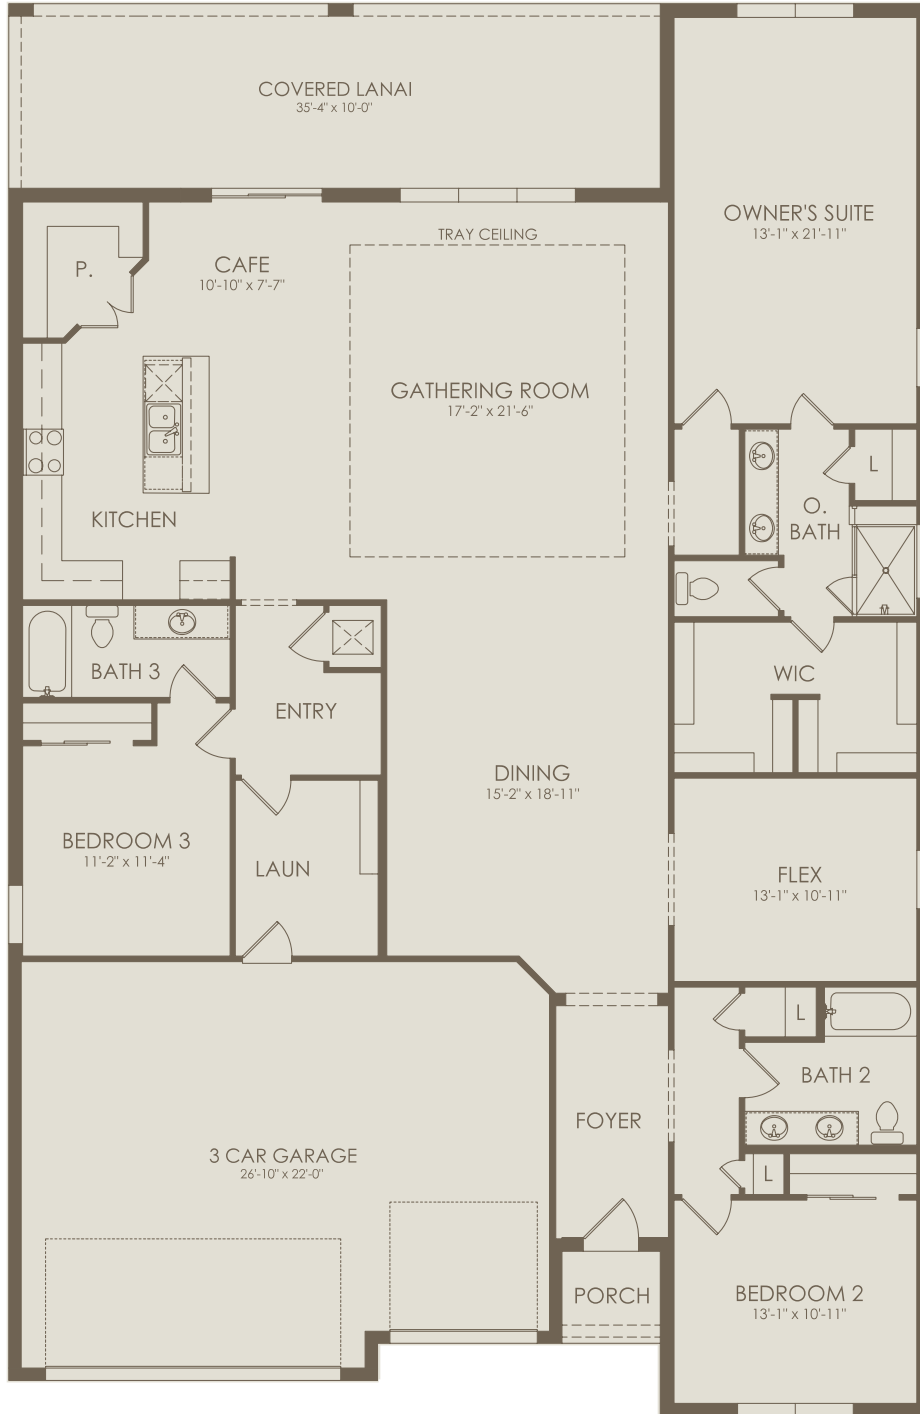 COVERED LANAI
35'-4" x 10'-0"
OWNER'S SUITE
13'-1" x 21'-11"
TRAY CEILING
P.
CAFE
10'-10" x 7'-7"
GATHERING ROOM
17'-2" x 21'-6"
L
O.
BATH
KITCHEN
BATH 3
WIC
ENTRY
DINING
15'-2" x 18'-11"
BEDROOM 3
11'-2" x 11'-4"
LAUN
FLEX
13'-1" x 10'-11"
L
BATH 2
FOYER
3 CAR GARAGE
26'-10" x 22'-0"
L
PORCH
BEDROOM 2
13'-1" x 10'-11"